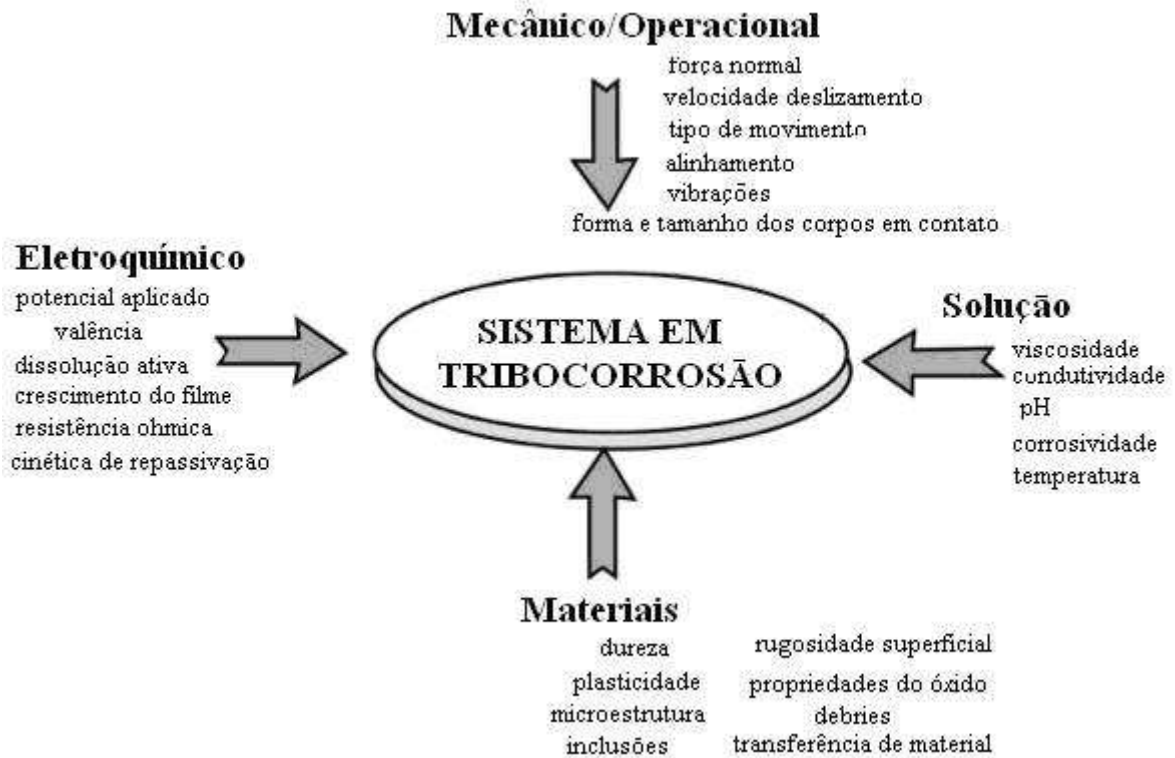 Mecânico/Operacional
força normal
velocidade deslizamento
tipo de movimento
alinhamento
vibrações
forma e tamanho dos corpos em contato
Eletroquímico
potencial aplicado
valência
dissolução ativa
crescimento do filme
resistência ohmica
cinética de repassivação
SISTEMA EM
TRIBOCORROSÃO
Solução
viscosidade
condutividade
pH
corrosividade
temperatura
Materiais
dureza
plasticidade
microestrutura
inclusões
rugosidade superficial
propriedades do óxido
debries
transferência de material